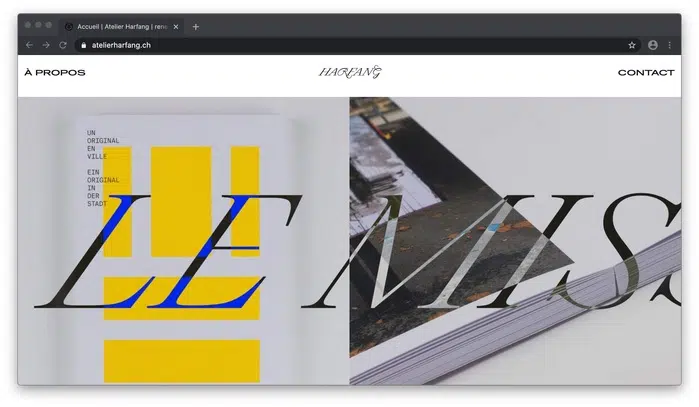 Accueil | Atelier Harfang | ren
atelierharfang.ch
À PROPOS
HARFANG
CONTACT
UN
ORIGINAL
EN
VILLE
EIN
ORIGINAL
IN
DER
STADT
LE MISS